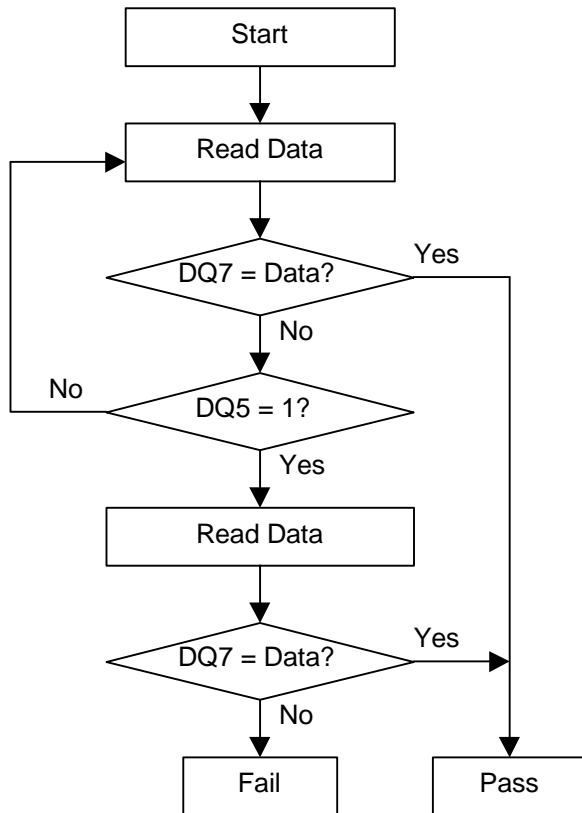 Start
Read Data
DQ7 = Data?
Yes
No
DQ5 = 1?
No
Yes
Read Data
DQ7 = Data?
Yes
No
Fail
Pass